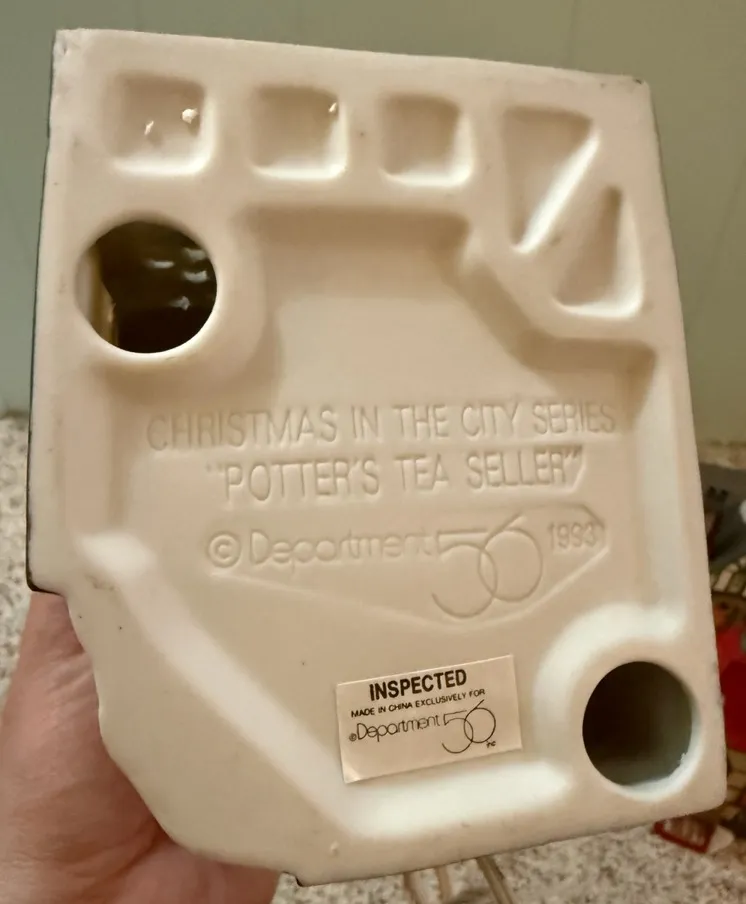 CHRISTMAS IN THE CITY SERIES
"POTTER'S TEA SELLER"
© Department 56 1993
INSPECTED
MADE IN CHINA EXCLUSIVELY FOR
©Department 56 INC